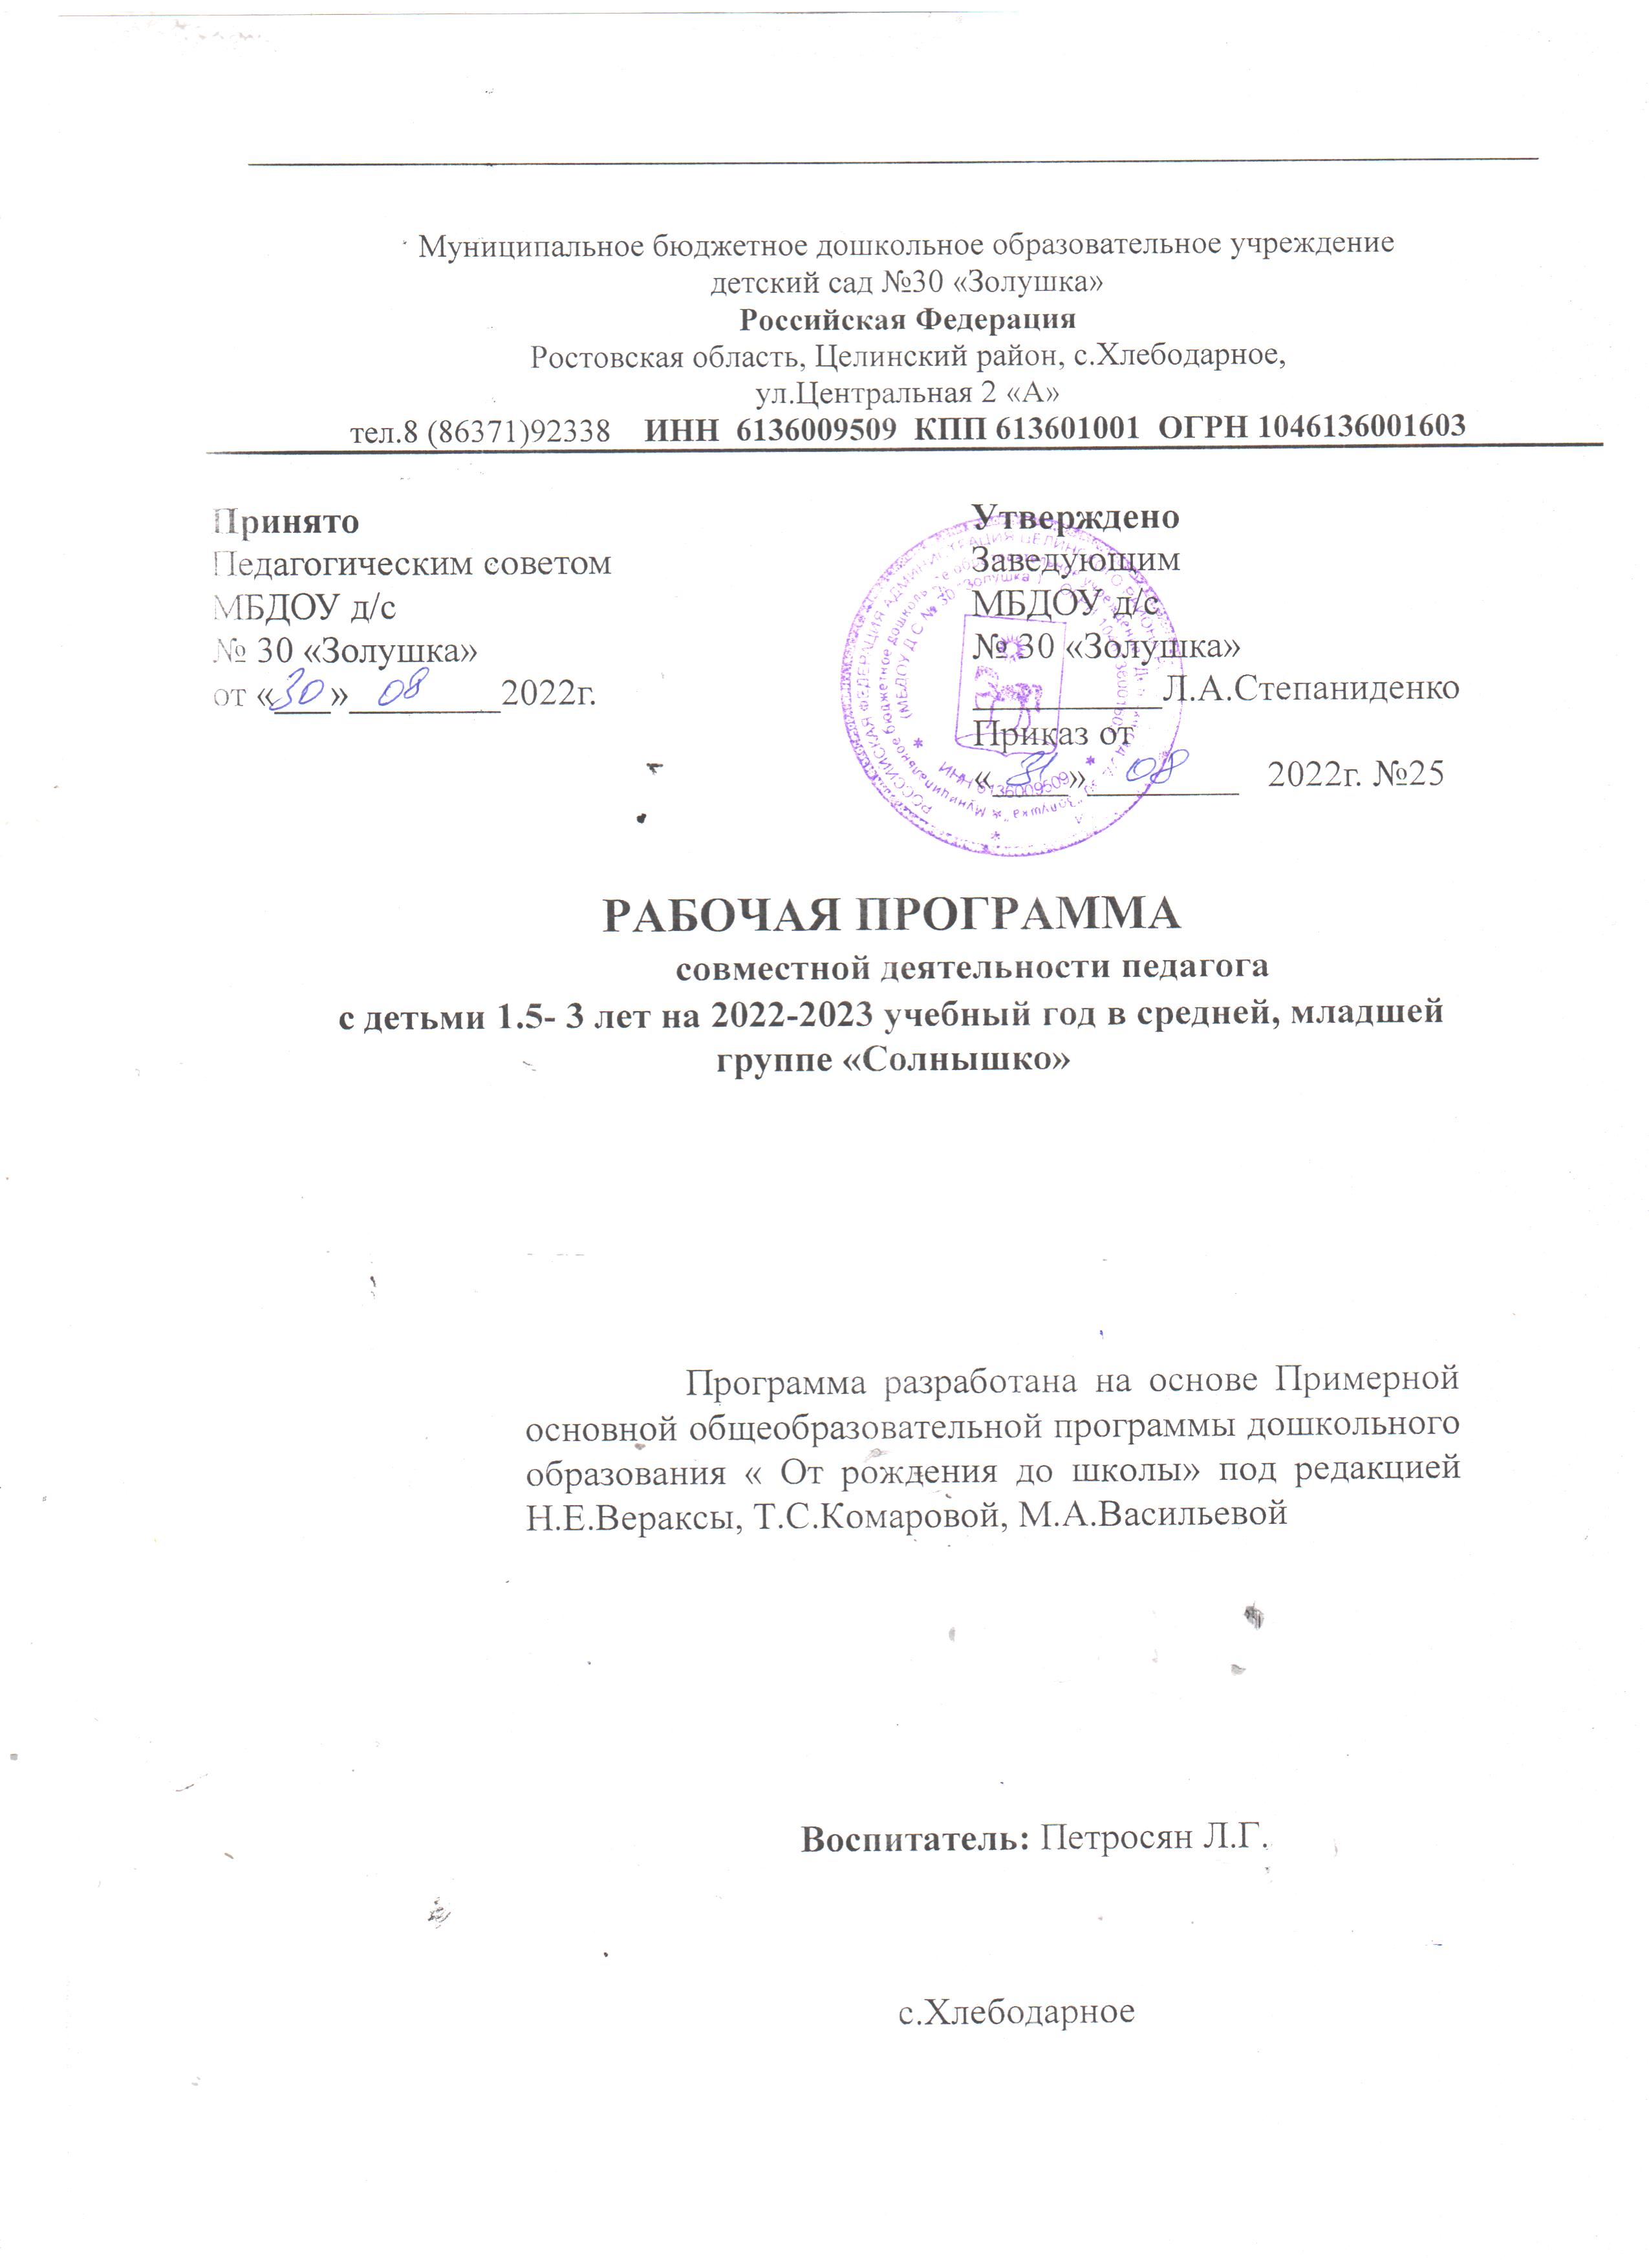 Муниципальное бюджетное дошкольное образовательное учреждение
детский сад №30 «Золушка»
Российская Федерация
Ростовская область, Целинский район, с.Хлебодарное,
ул.Центральная 2 «А»
тел.8 (86371)92338 ИНН 6136009509 КПП 613601001 ОГРН 1046136001603
Принято
Педагогическим советом
МБДОУ д/с
№ 30 «Золушка»
от «30» 08 2022г.
Утверждено
Заведующим
МБДОУ д/с
№ 30 «Золушка»
Л.А.Степаниденко
Приказ от
«31» 08 2022г. №25
ИНН 6136009509
РАБОЧАЯ ПРОГРАММА
совместной деятельности педагога
с детьми 1.5- 3 лет на 2022-2023 учебный год в средней, младшей
группе «Солнышко»
Программа разработана на основе Примерной
основной общеобразовательной программы дошкольного
образования « От рождения до школы» под редакцией
Н.Е.Вераксы, Т.С.Комаровой, М.А.Васильевой
Воспитатель: Петросян Л.Г.
с.Хлебодарное